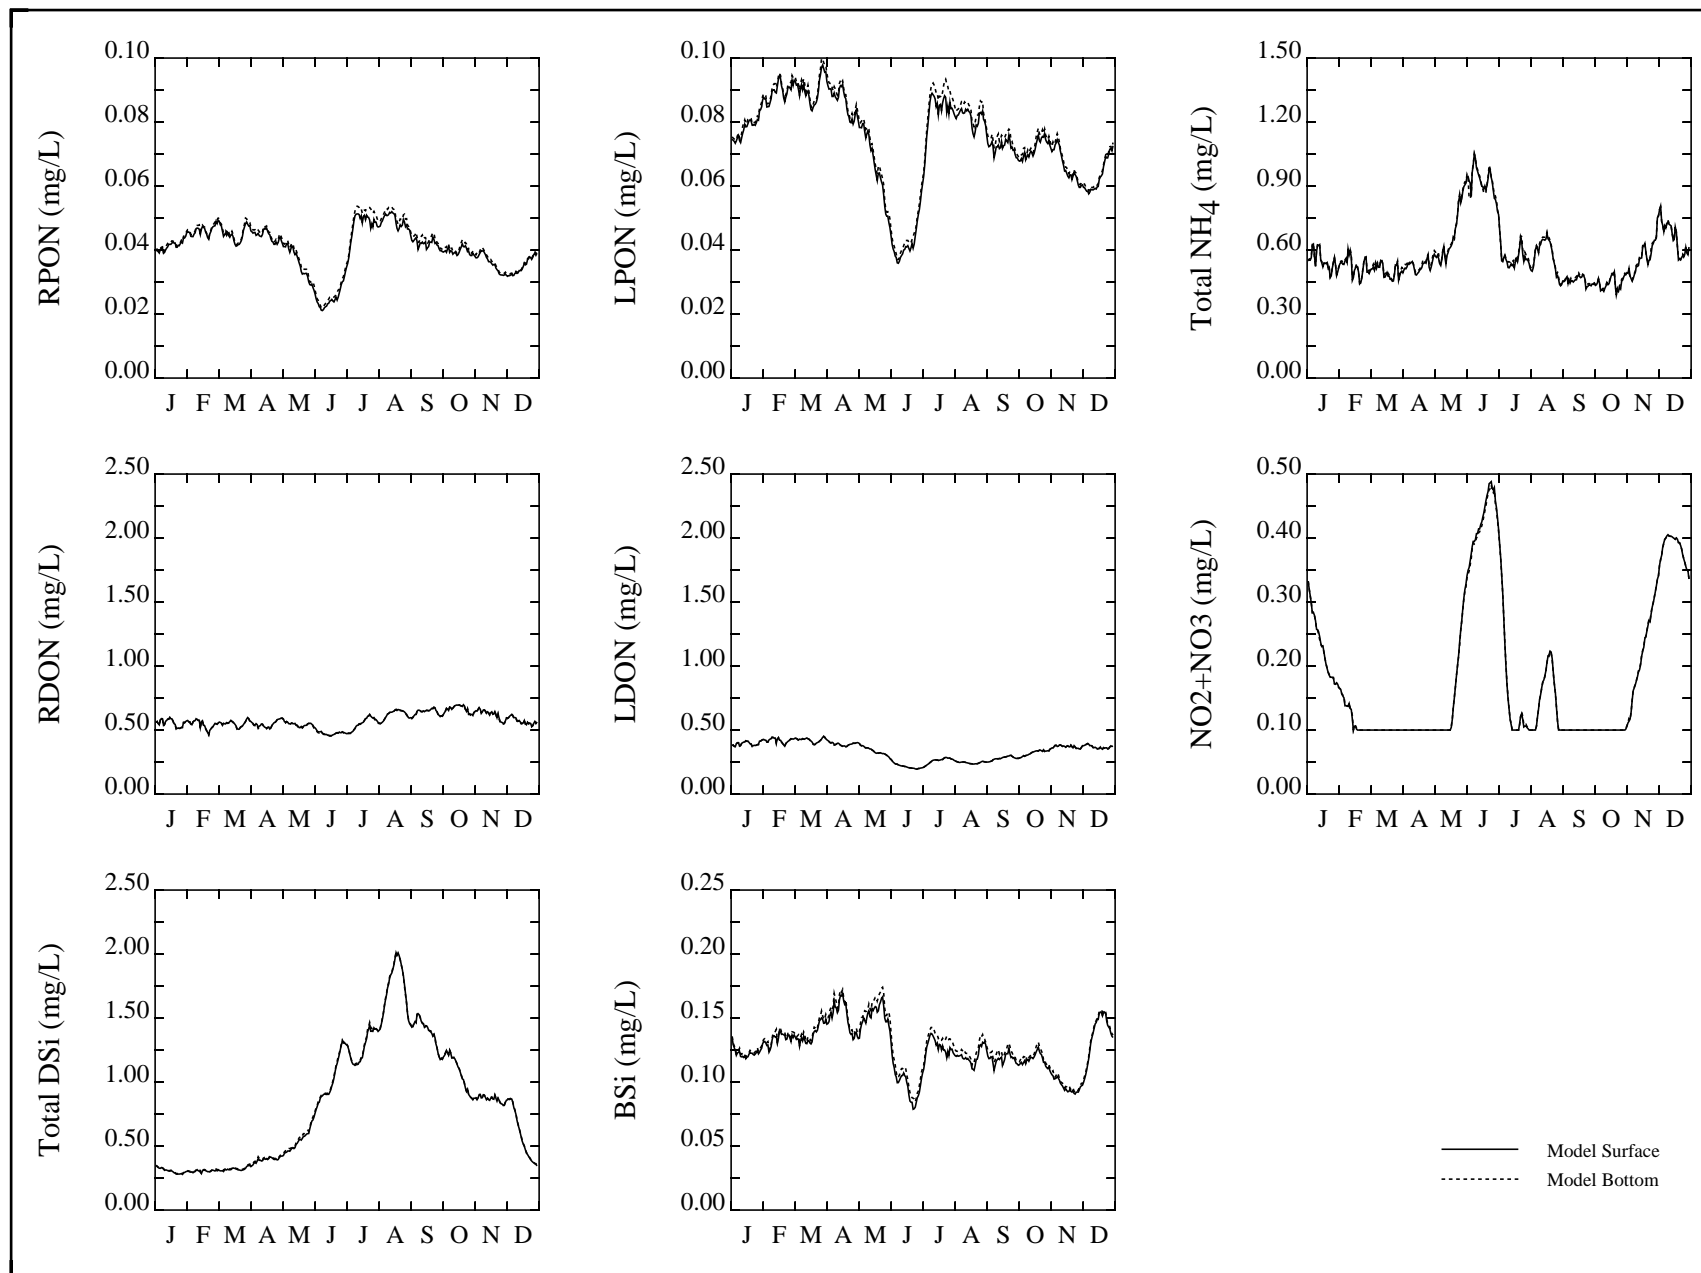 RPON (mg/L)
0.10
0.08
0.06
0.04
0.02
0.00
J F M A M J J A S O N D
LPON (mg/L)
0.10
0.08
0.06
0.04
0.02
0.00
J F M A M J J A S O N D
Total NH4 (mg/L)
1.50
1.20
0.90
0.60
0.30
0.00
J F M A M J J A S O N D
RDON (mg/L)
2.50
2.00
1.50
1.00
0.50
0.00
J F M A M J J A S O N D
LDON (mg/L)
2.50
2.00
1.50
1.00
0.50
0.00
J F M A M J J A S O N D
NO2+NO3 (mg/L)
0.50
0.40
0.30
0.20
0.10
0.00
J F M A M J J A S O N D
Total DSi (mg/L)
2.50
2.00
1.50
1.00
0.50
0.00
J F M A M J J A S O N D
BSi (mg/L)
0.25
0.20
0.15
0.10
0.05
0.00
J F M A M J J A S O N D
Model Surface
Model Bottom